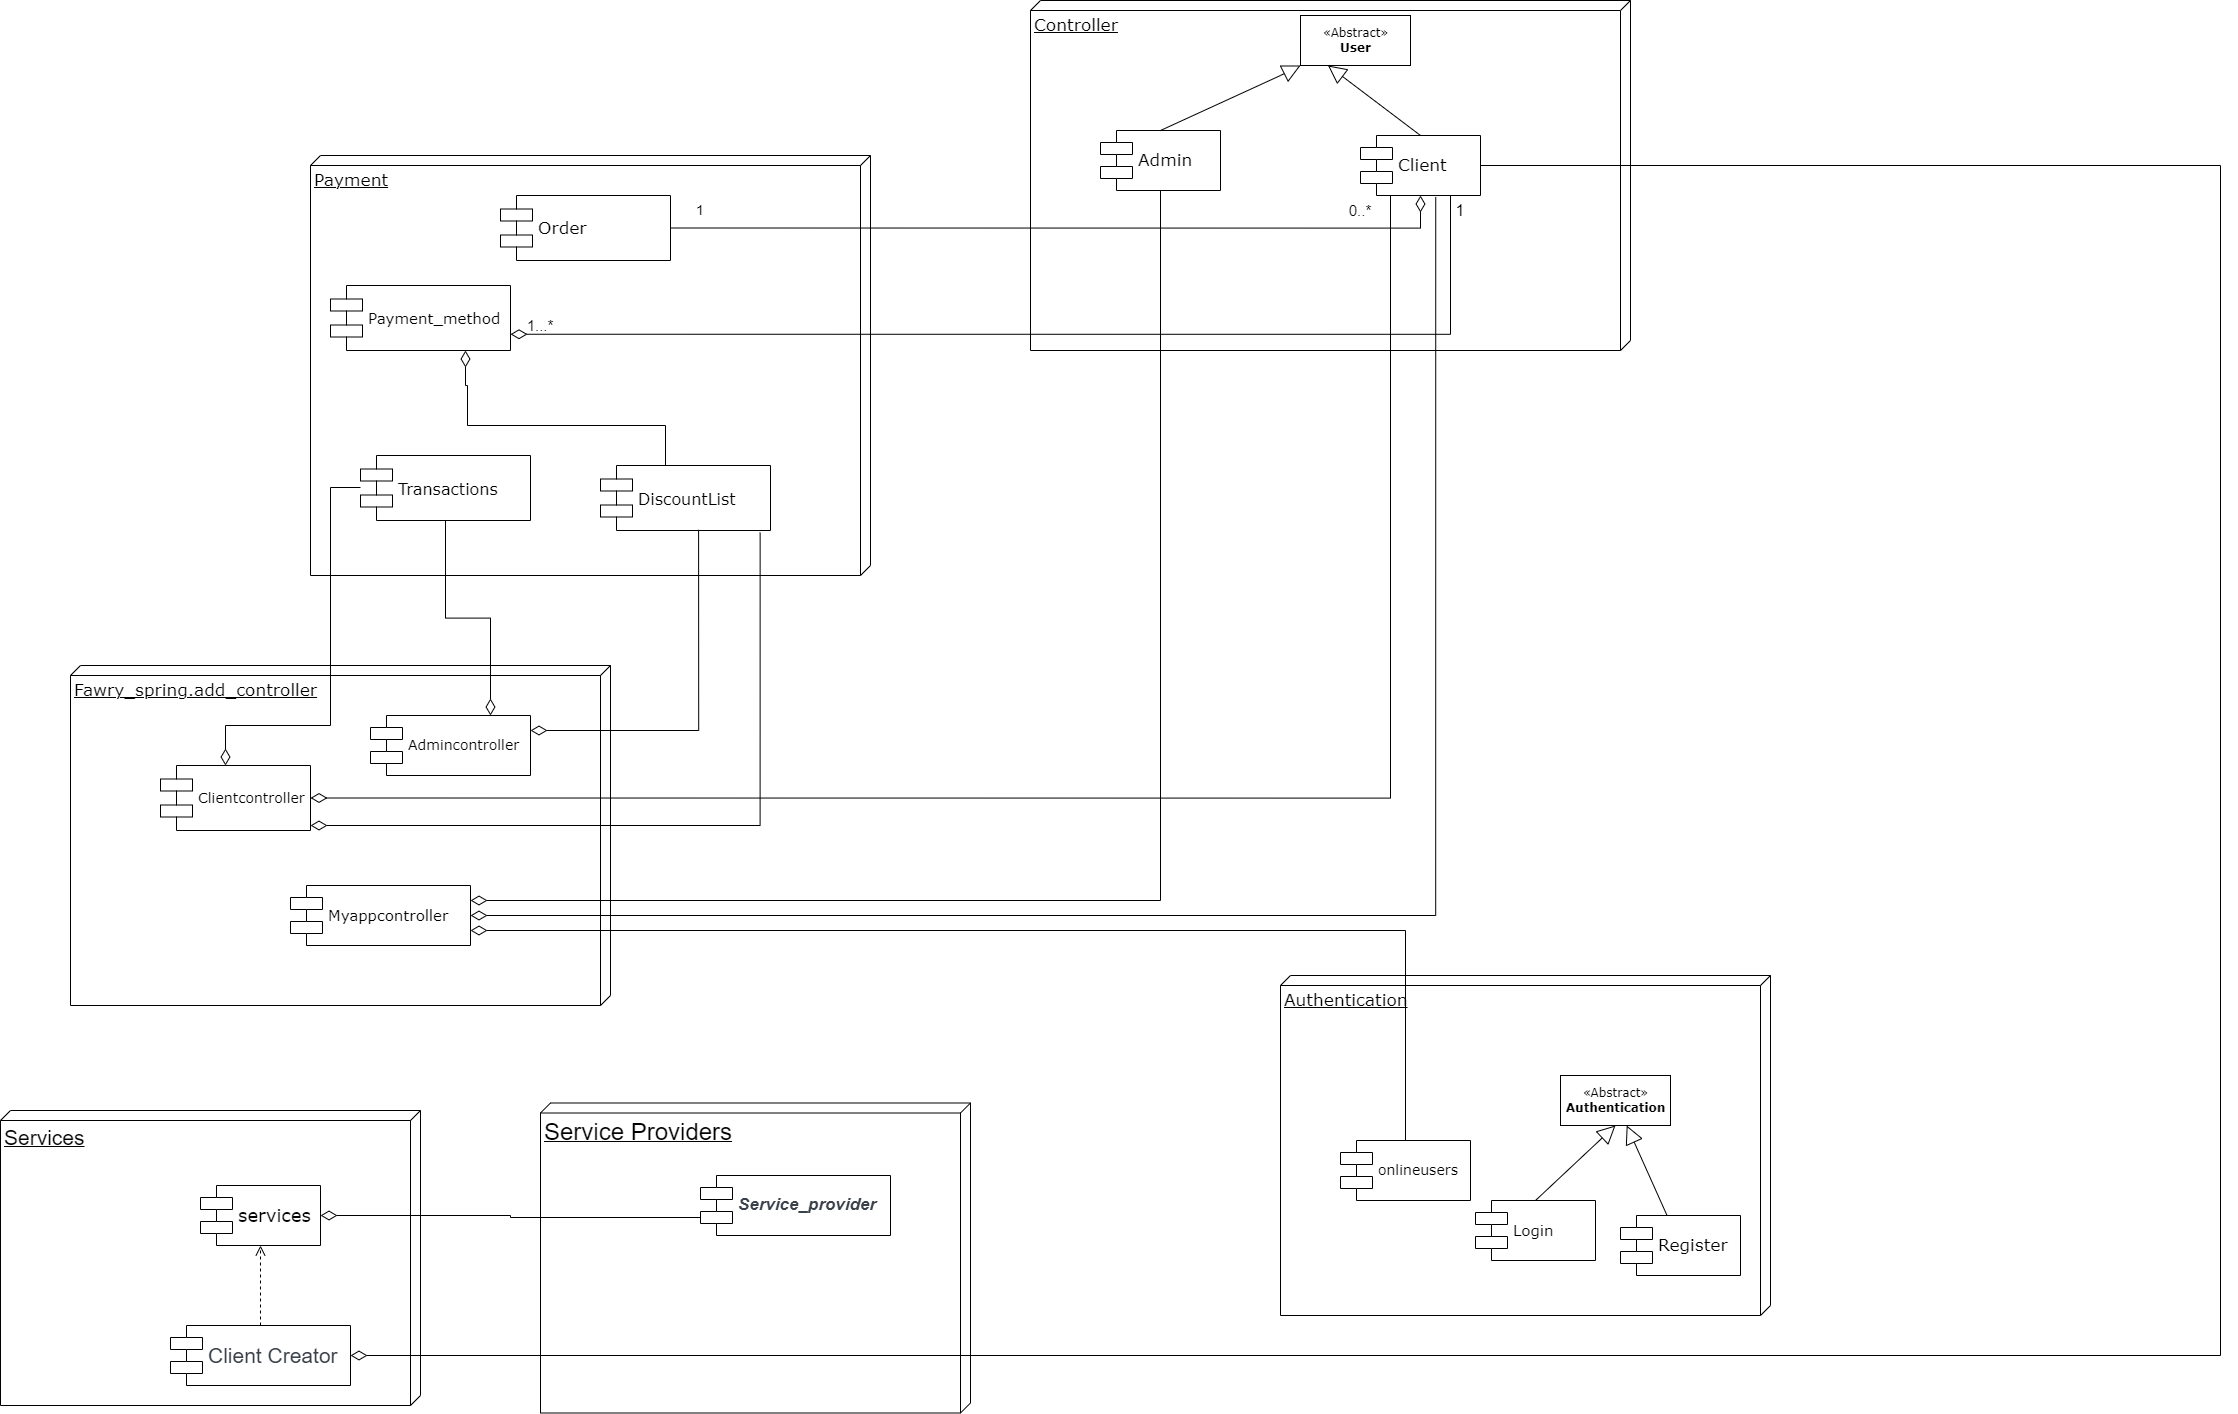 Controller
«Abstract»
User
Admin
Client
0..*
1
Payment
Order
1
Payment_method
1...*
Transactions
DiscountList
Fawry_spring.add_controller
Admincontroller
Clientcontroller
Myappcontroller
Authentication
«Abstract»
Authentication
onlineusers
Login
Register
Services
services
Client Creator
Service Providers
Service_provider